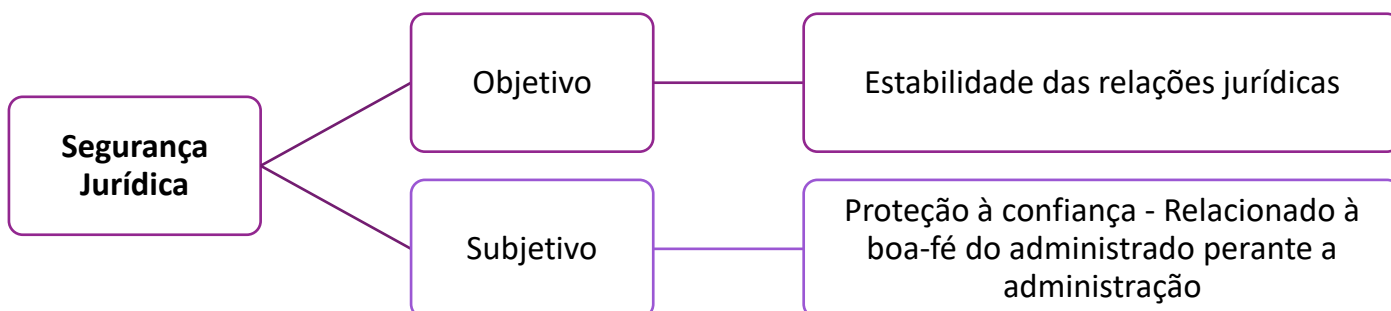 Segurança
Jurídica
Objetivo
Estabilidade das relações jurídicas
Subjetivo
Proteção à confiança - Relacionado à
boa-fé do administrado perante a
administração